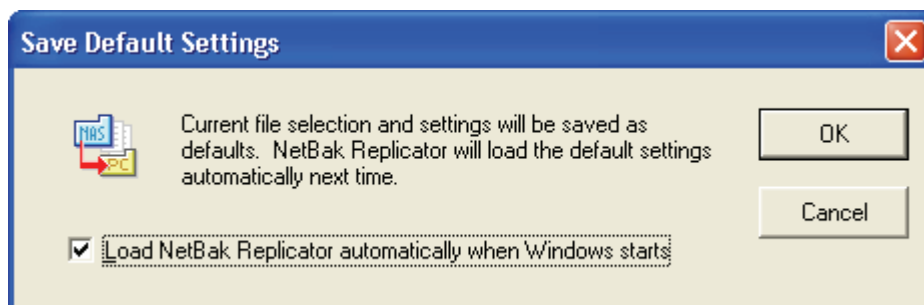 Save Default Settings
NAS
PC
Current file selection and settings will be saved as
defaults.  NetBak Replicator will load the default settings
automatically next time.
OK
Cancel
Load NetBak Replicator automatically when Windows starts